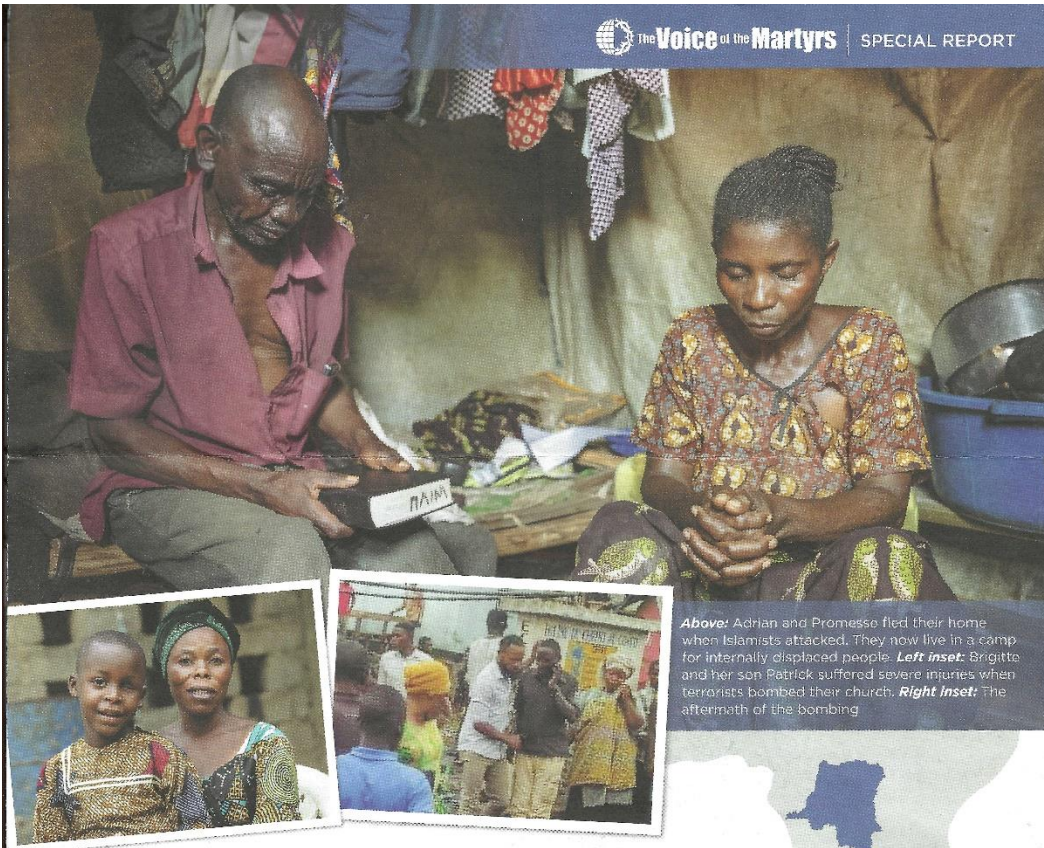 The Voice of the Martyrs | SPECIAL REPORT
Above: Adrian and Promesse fled their home
when Islamists attacked. They now live in a camp
for internally displaced people. Left inset: Brigitte
and her son Patrick suffered severe injuries when
terrorists bombed their church. Right inset: The
aftermath of the bombing